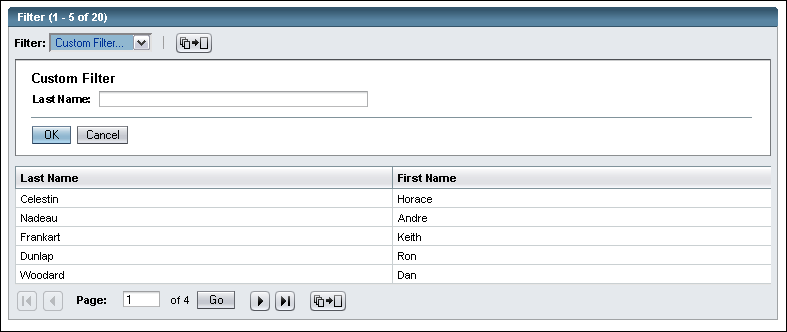 Filter (1 - 5 of 20)
Filter: Custom Filter...
Custom Filter
Last Name:
OK Cancel
Last Name First Name
Celestin Horace
Nadeau Andre
Frankart Keith
Dunlap Ron
Woodard Dan
Page: 1 of 4 Go